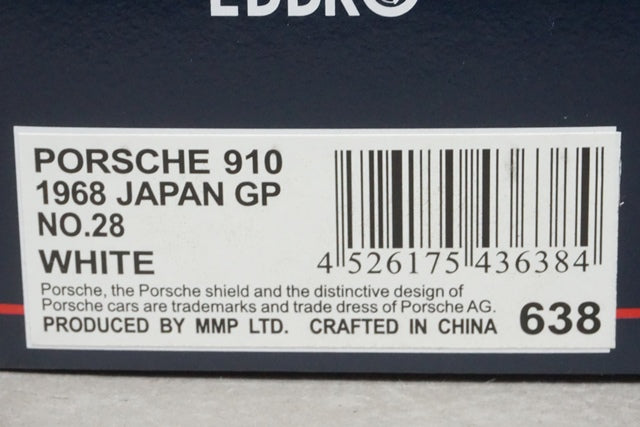 EBBRO
PORSCHE 910
1968 JAPAN GP
NO.28
WHITE
4 526175 436384
Porsche, the Porsche shield and the distinctive design of
Porsche cars are trademarks and trade dress of Porsche AG.
PRODUCED BY MMP LTD. CRAFTED IN CHINA 638